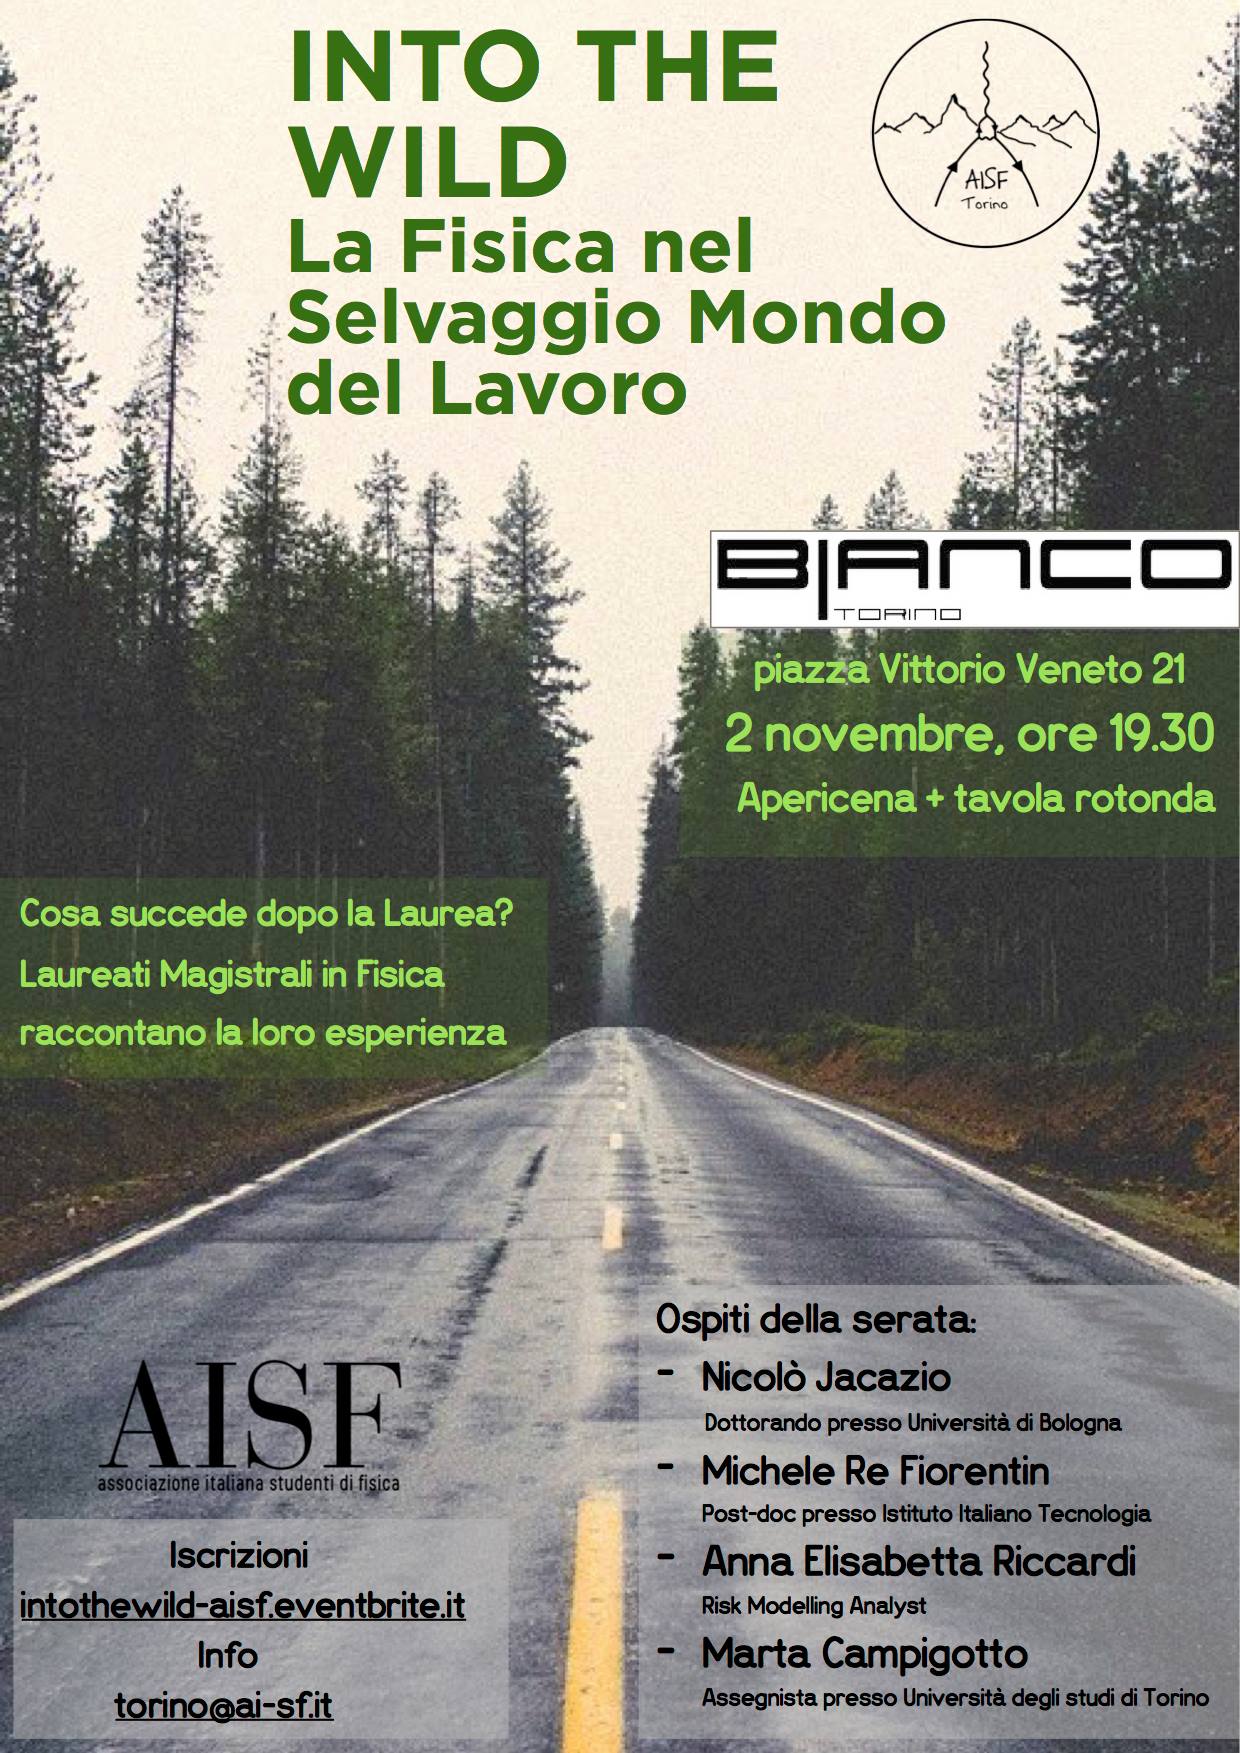 INTO THE
WILD
La Fisica nel
Selvaggio Mondo
del Lavoro
AISF
Torino
BIANCO
TORINO
piazza Vittorio Veneto 21
2 novembre, ore 19.30
Apericena + tavola rotonda
Cosa succede dopo la Laurea?
Laureati Magistrali in Fisica
raccontano la loro esperienza
Ospiti della serata:
- Nicolò Jacazio
Dottorando presso Università di Bologna
- Michele Re Fiorentin
Post-doc presso Istituto Italiano Tecnologia
- Anna Elisabetta Riccardi
Risk Modelling Analyst
- Marta Campigotto
Assegnista presso Università degli studi di Torino
AISF
associazione italiana studenti di fisica
Iscrizioni
intothewild-aisf.eventbrite.it
Info
torino@ai-sf.it